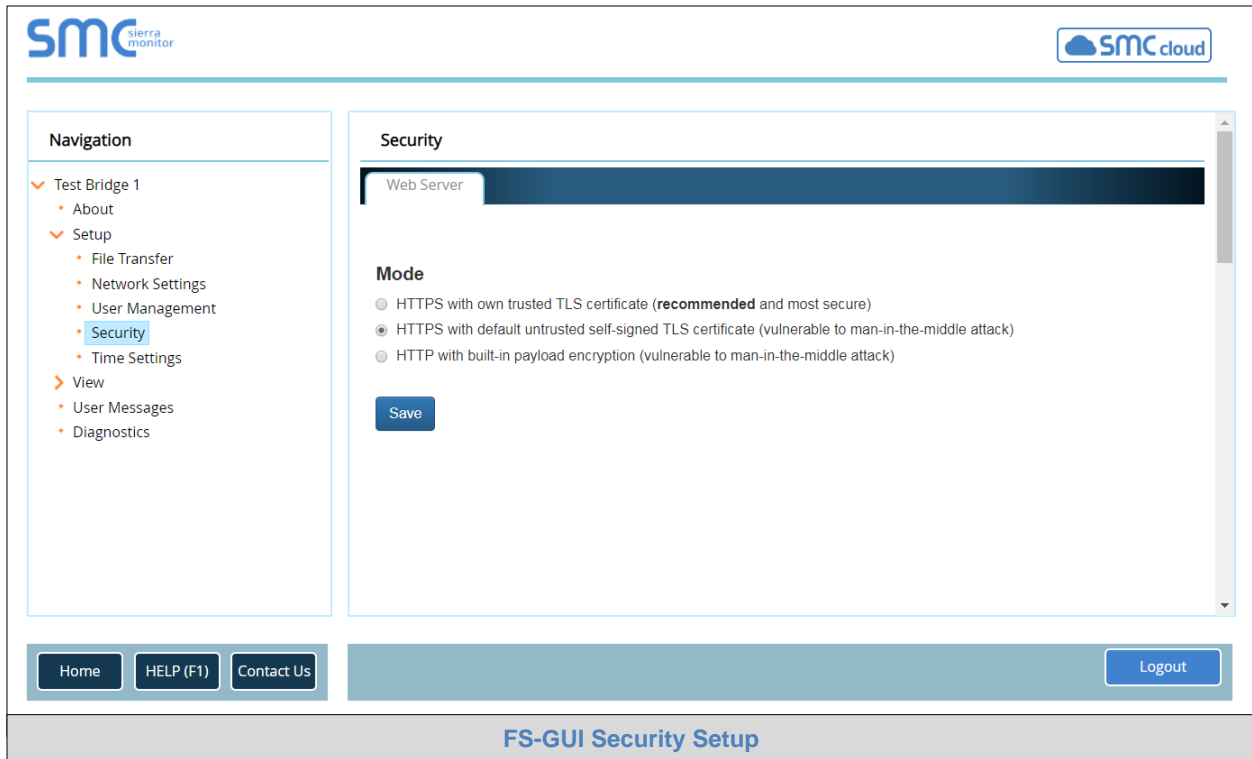 SMC sierra monitor
SMC cloud
Navigation
Test Bridge 1
About
Setup
File Transfer
Network Settings
User Management
Security
Time Settings
View
User Messages
Diagnostics
Security
Web Server
Mode
HTTPS with own trusted TLS certificate (recommended and most secure)
HTTPS with default untrusted self-signed TLS certificate (vulnerable to man-in-the-middle attack)
HTTP with built-in payload encryption (vulnerable to man-in-the-middle attack)
Save
Home
HELP (F1)
Contact Us
Logout
FS-GUI Security Setup